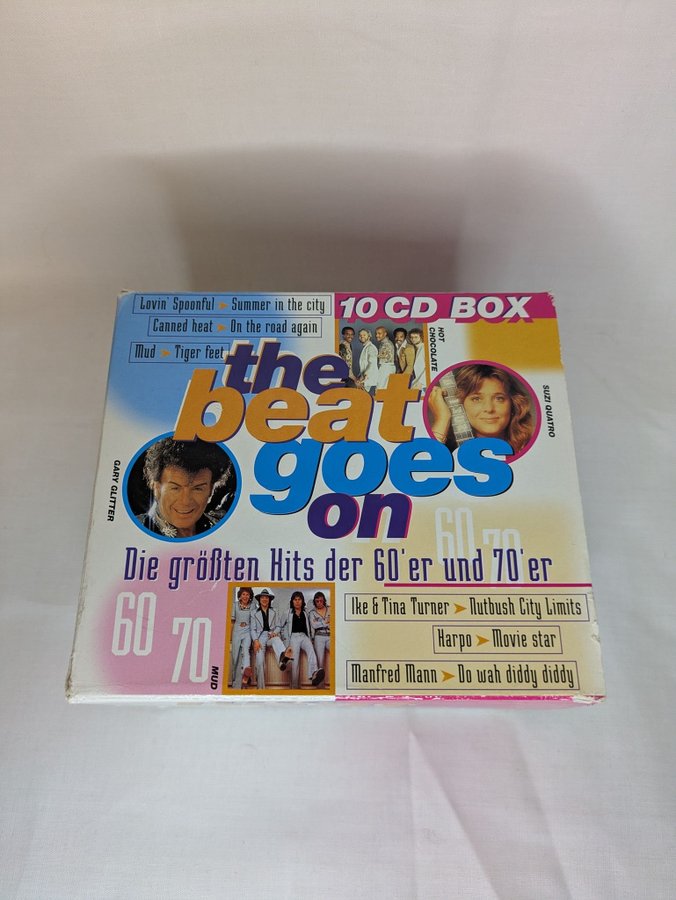 Lovin' Spoonful ➤ Summer in the city
Canned heat ➤ On the road again
Mud ➤ Tiger feet
10 CD BOX
HOT
CHOCOLATE
SUZI QUATRO
the
beat
goes
on
GARY GLITTER
Die größten Hits der 60'er und 70'er
60
70
60
70
MUD
Ike & Tina Turner ➤ Nutbush City Limits
Harpo ➤ Movie star
Manfred Mann ➤ Do wah diddy diddy